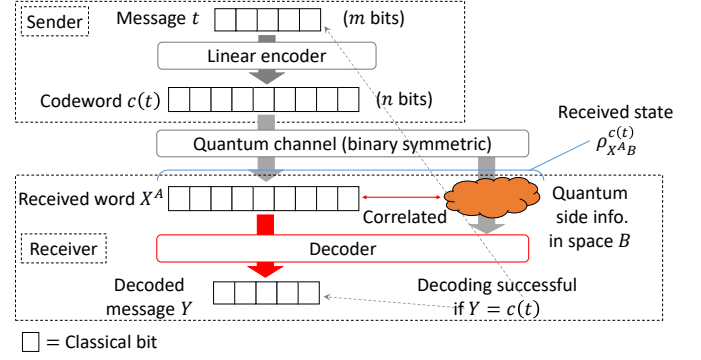 Sender
Message t
(m bits)
Linear encoder
Codeword c(t)
(n bits)
Received state
ρ_{X^A B}^{c(t)}
Quantum channel (binary symmetric)
Received word X^A
Correlated
Quantum
side info.
in space B
Receiver
Decoder
Decoded
message Y
Decoding successful
if Y = c(t)
= Classical bit